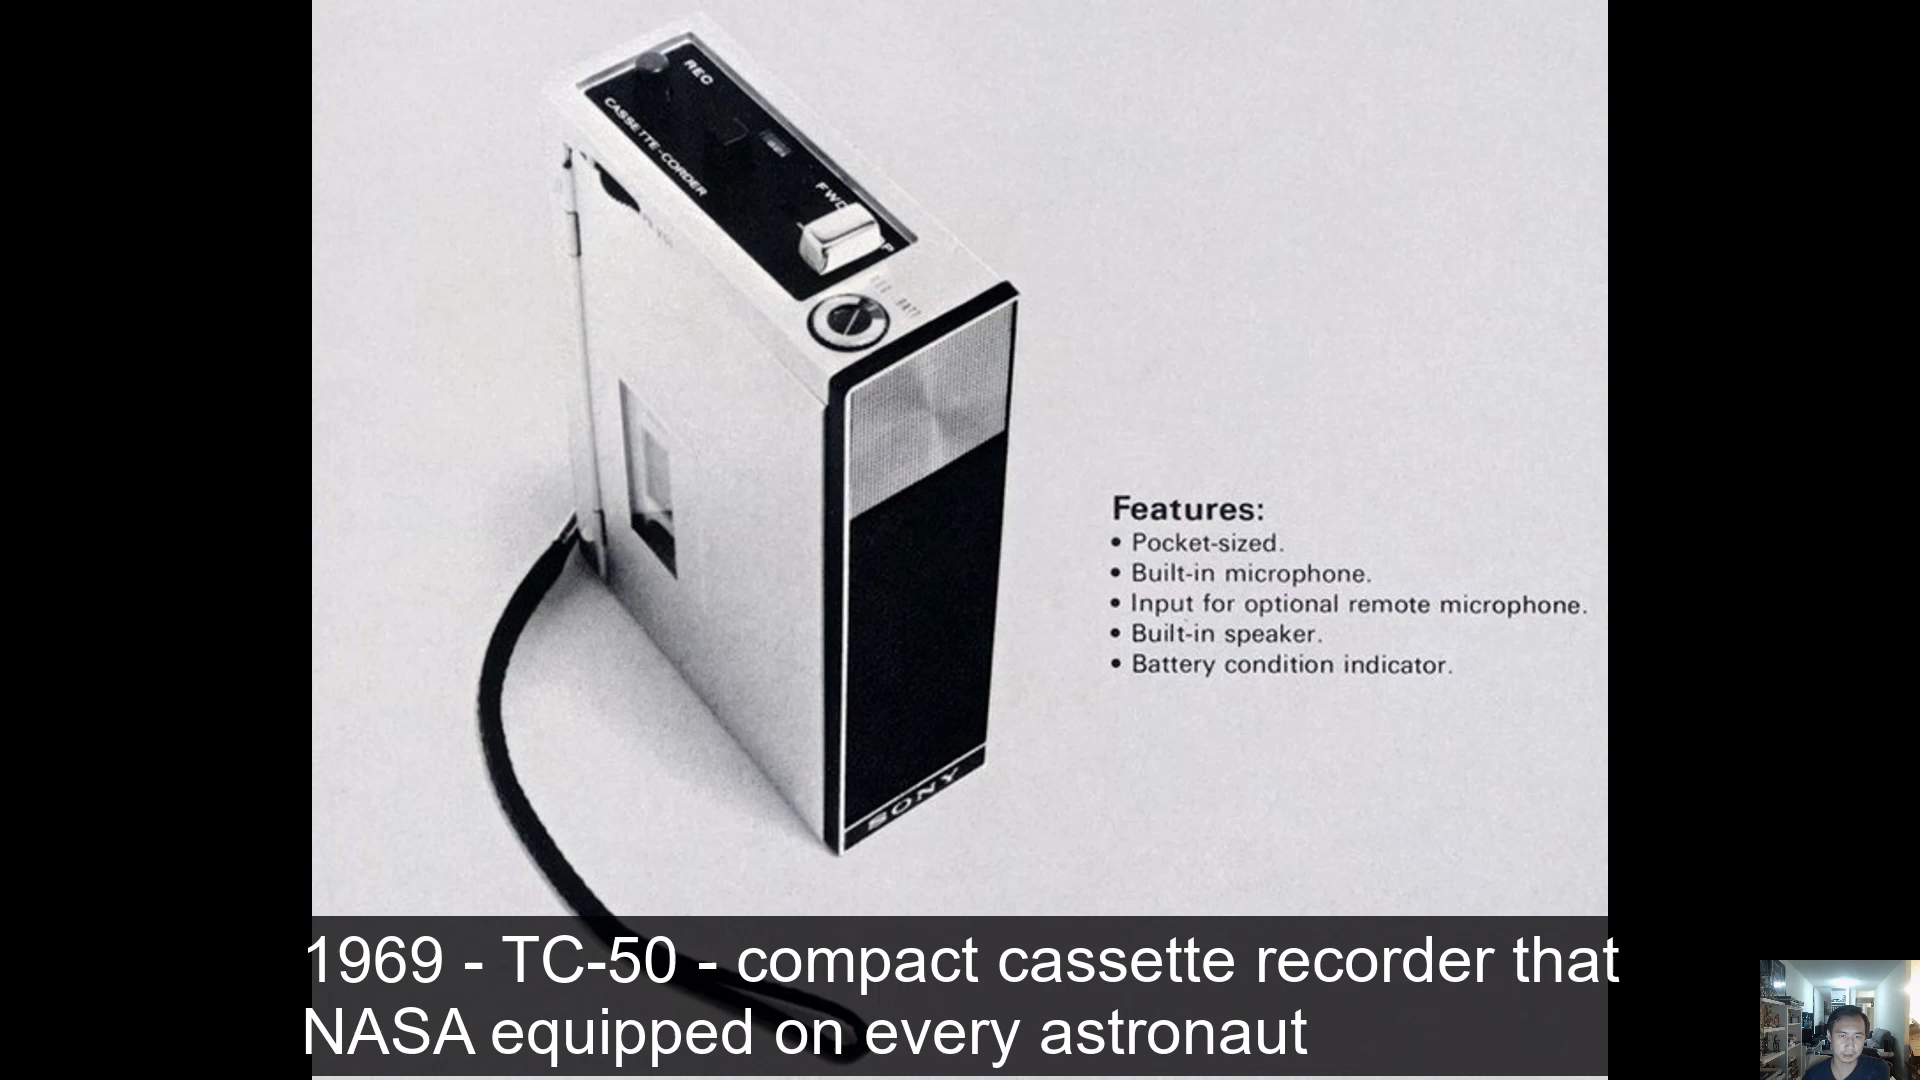 REC
CASSETTE-CORDER
FWD
BATT
SONY
Features:
• Pocket-sized.
• Built-in microphone.
• Input for optional remote microphone.
• Built-in speaker.
• Battery condition indicator.
1969 - TC-50 - compact cassette recorder that
NASA equipped on every astronaut